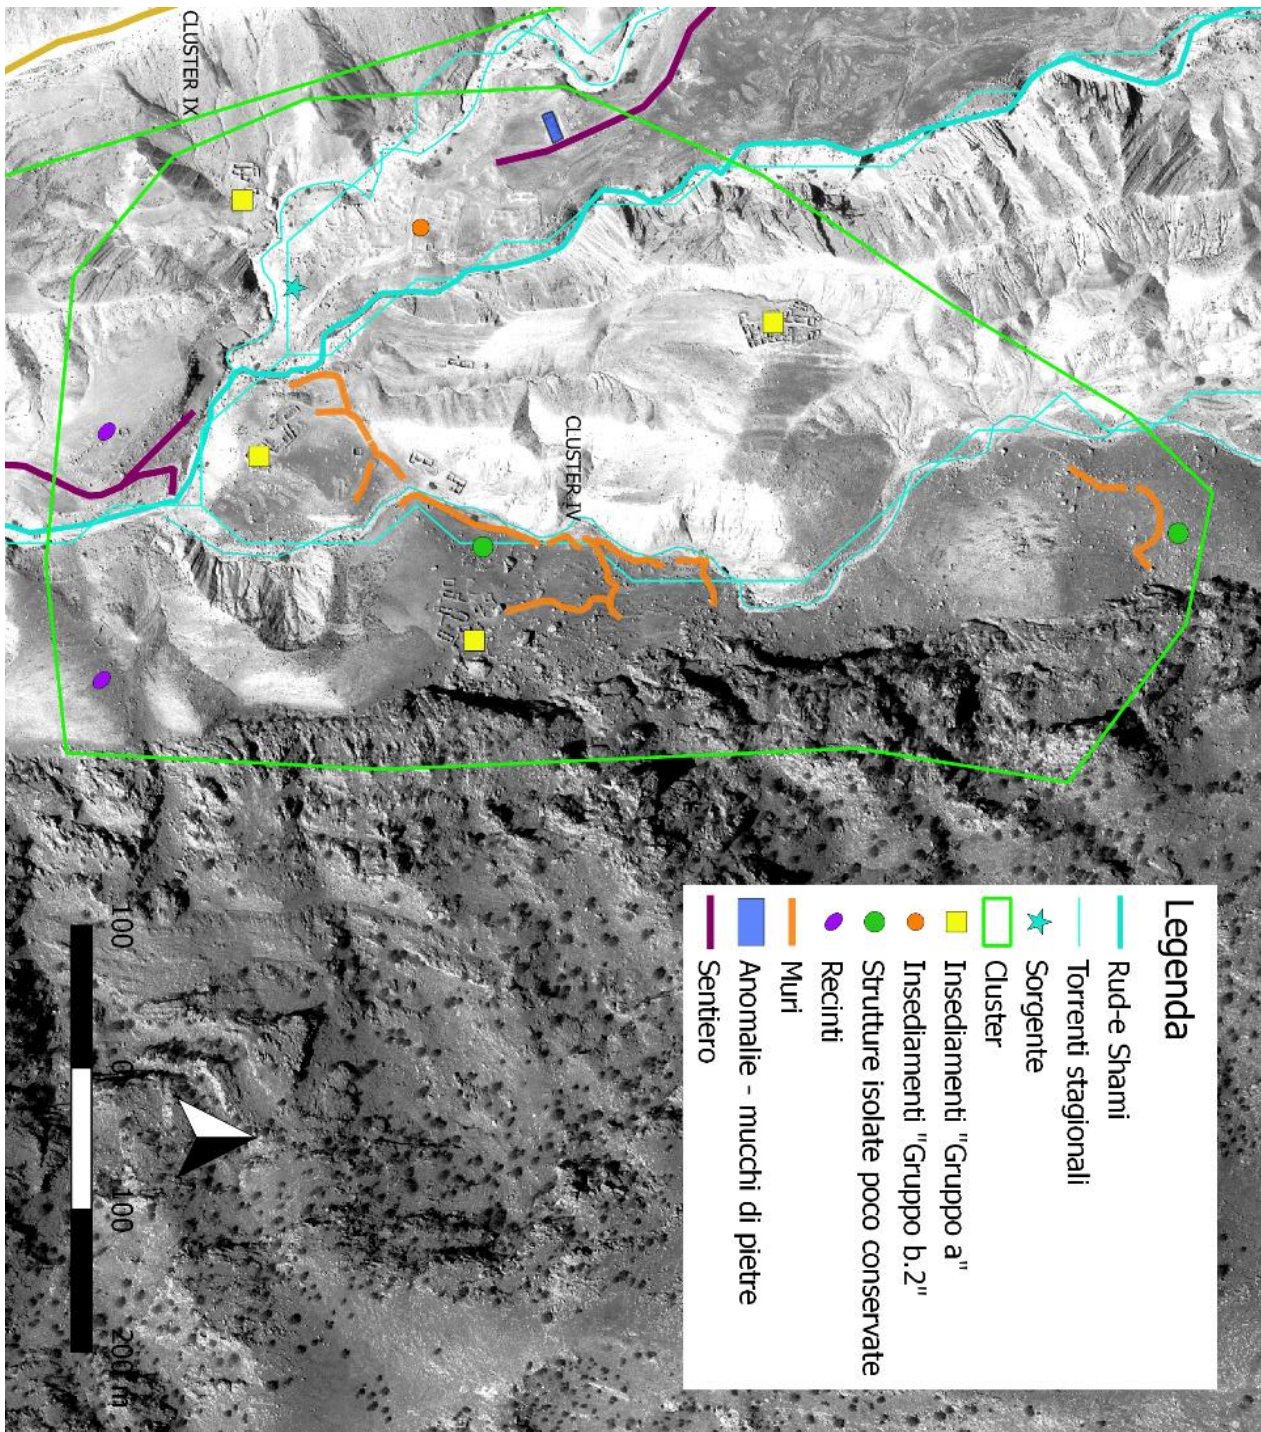 CLUSTER IX
CLUSTER IV
Legenda
Rud-e Shami
Torrenti stagionali
Sorgente
Cluster
Insediamenti "Gruppo a"
Insediamenti "Gruppo b.2"
Strutture isolate poco conservate
Recinti
Muri
Anomalie - mucchi di pietre
Sentiero
100 0 100 200 m